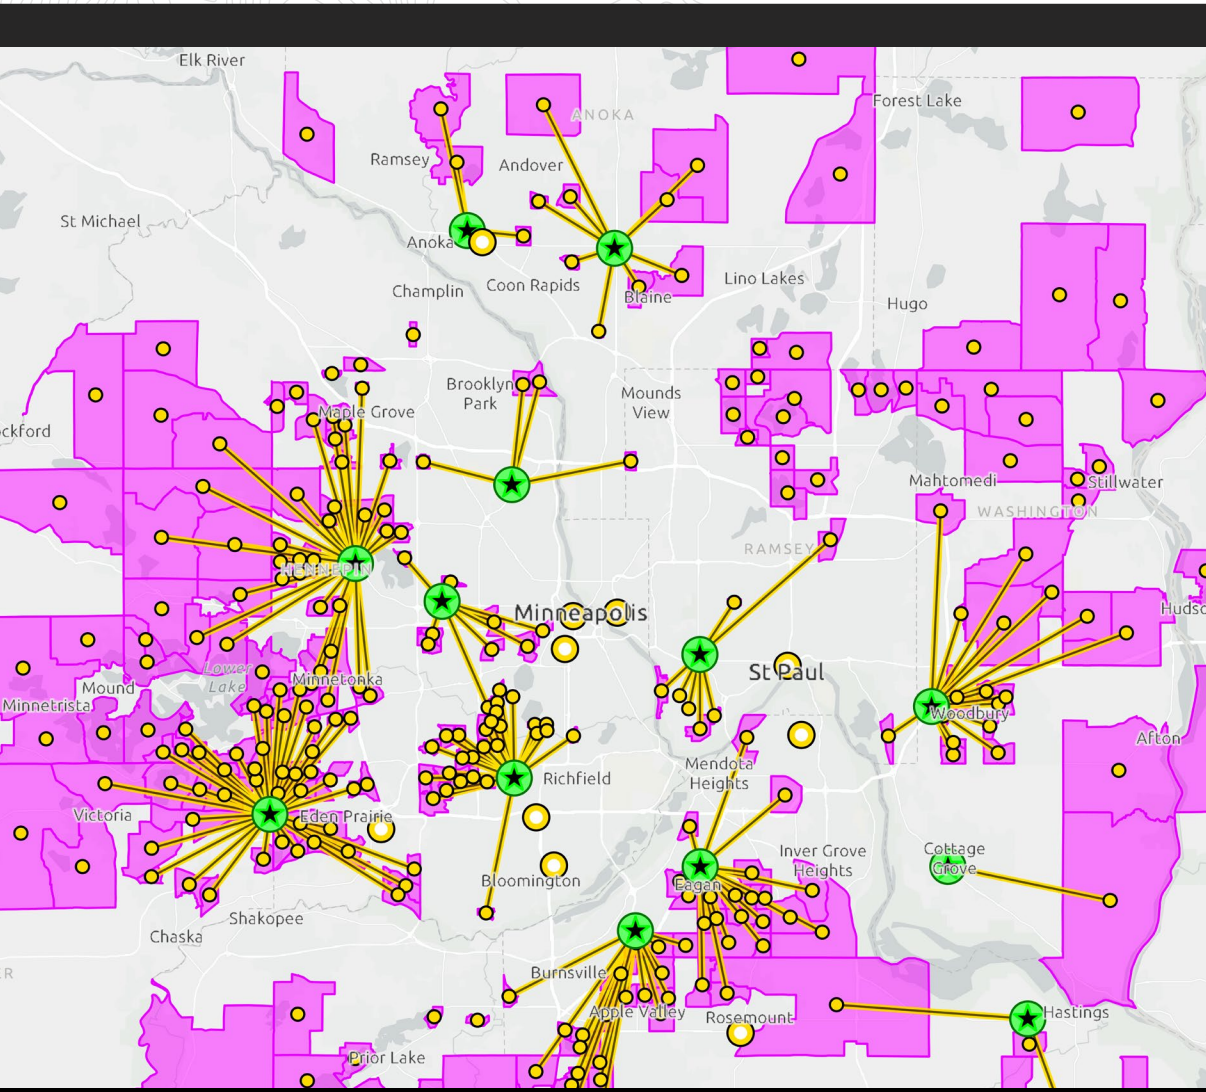 Elk River
Forest Lake
ANOKA
Ramsey
Andover
St Michael
Anoka
Lino Lakes
Coon Rapids
Champlin
Blaine
Hugo
Brooklyn
Park
Mounds
View
Maple Grove
ckford
Mahtomedi
Stillwater
WASHINGTON
RAMSEY
HENNEPIN
Minneapolis
Hudso
Lower
Lake
Minnetonka
St Paul
Mound
Minnetrista
Woodbury
Afton
Mendota
Heights
Richfield
Victoria
Eden Prairie
Cottage
Grove
Inver Grove
Heights
Bloomington
Eagan
Shakopee
Chaska
ER
Burnsville
Apple Valley
Rosemount
Hastings
Prior Lake